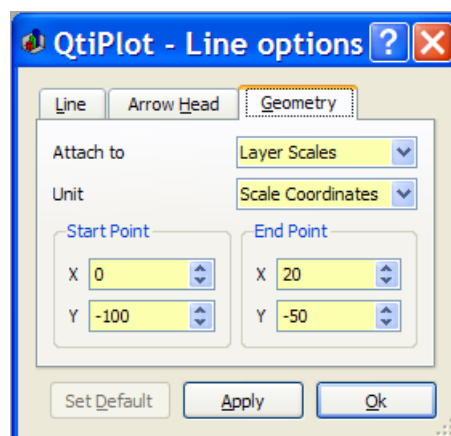 QtiPlot - Line options
Line Arrow Head Geometry
Attach to Layer Scales
Unit Scale Coordinates
Start Point End Point
X 0 X 20
Y -100 Y -50
Set Default Apply Ok